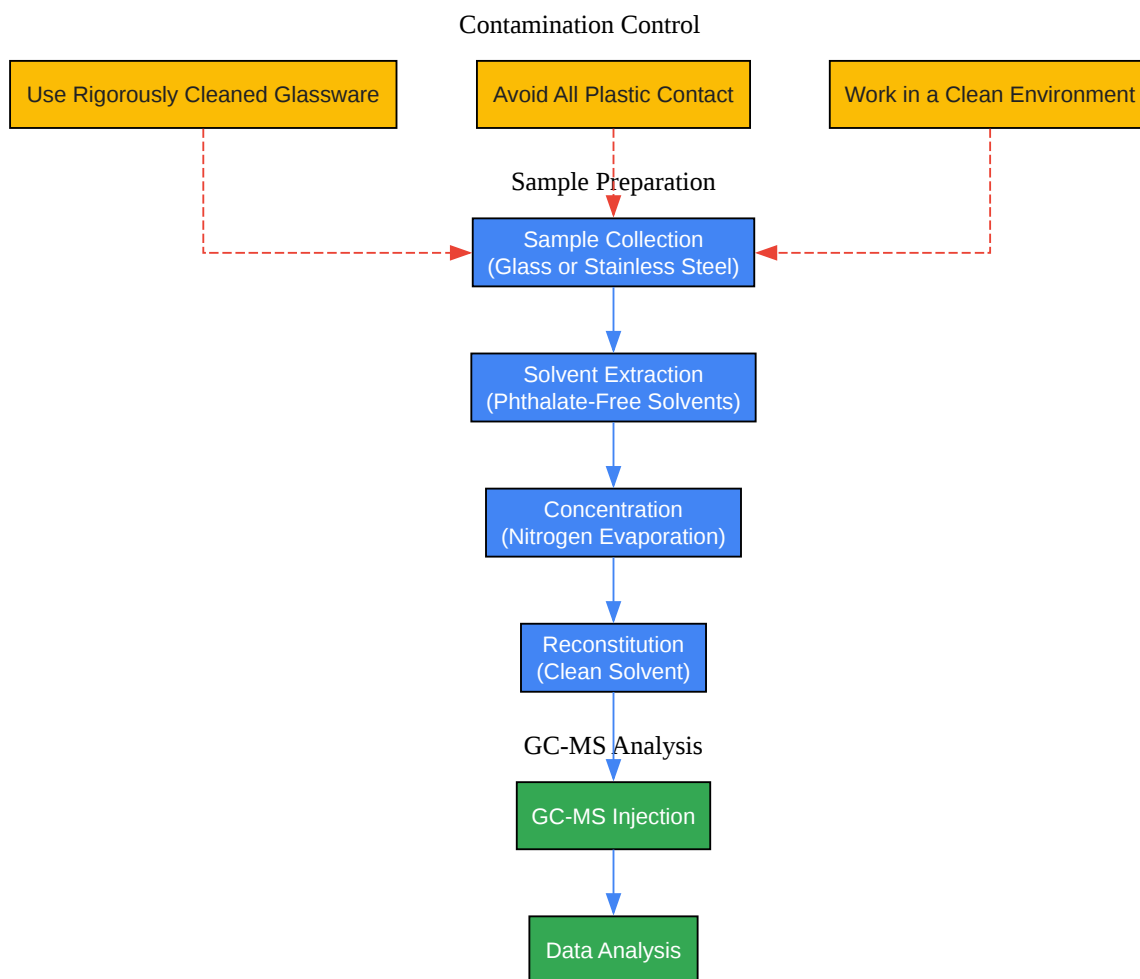 Contamination Control
Use Rigorously Cleaned Glassware
Avoid All Plastic Contact
Work in a Clean Environment
Sample Preparation
Sample Collection
(Glass or Stainless Steel)
Solvent Extraction
(Phthalate-Free Solvents)
Concentration
(Nitrogen Evaporation)
Reconstitution
(Clean Solvent)
GC-MS Analysis
GC-MS Injection
Data Analysis